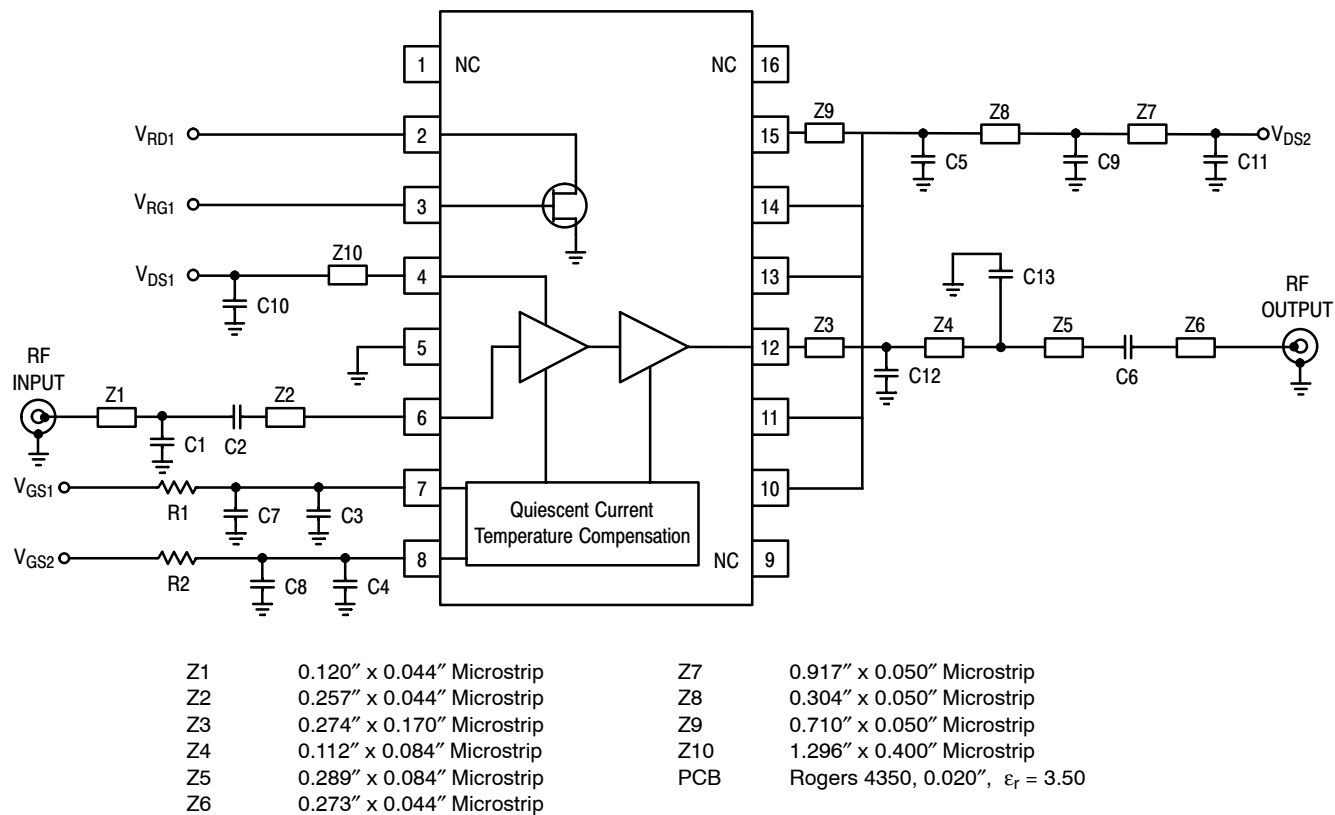 1 NC
NC 16
V_RD1
2
15
Z9
Z8
Z7
V_DS2
C5
C9
C11
V_RG1
3
14
V_DS1
Z10
4
13
C10
C13
RF
OUTPUT
5
12
Z3
Z4
Z5
Z6
C12
C6
RF
INPUT
Z1
Z2
6
11
C1
C2
V_GS1
R1
C7
C3
7
10
Quiescent Current
Temperature Compensation
V_GS2
R2
C8
C4
8
NC 9
Z1 0.120″ x 0.044″ Microstrip
Z2 0.257″ x 0.044″ Microstrip
Z3 0.274″ x 0.170″ Microstrip
Z4 0.112″ x 0.084″ Microstrip
Z5 0.289″ x 0.084″ Microstrip
Z6 0.273″ x 0.044″ Microstrip
Z7 0.917″ x 0.050″ Microstrip
Z8 0.304″ x 0.050″ Microstrip
Z9 0.710″ x 0.050″ Microstrip
Z10 1.296″ x 0.400″ Microstrip
PCB Rogers 4350, 0.020″, εr = 3.50